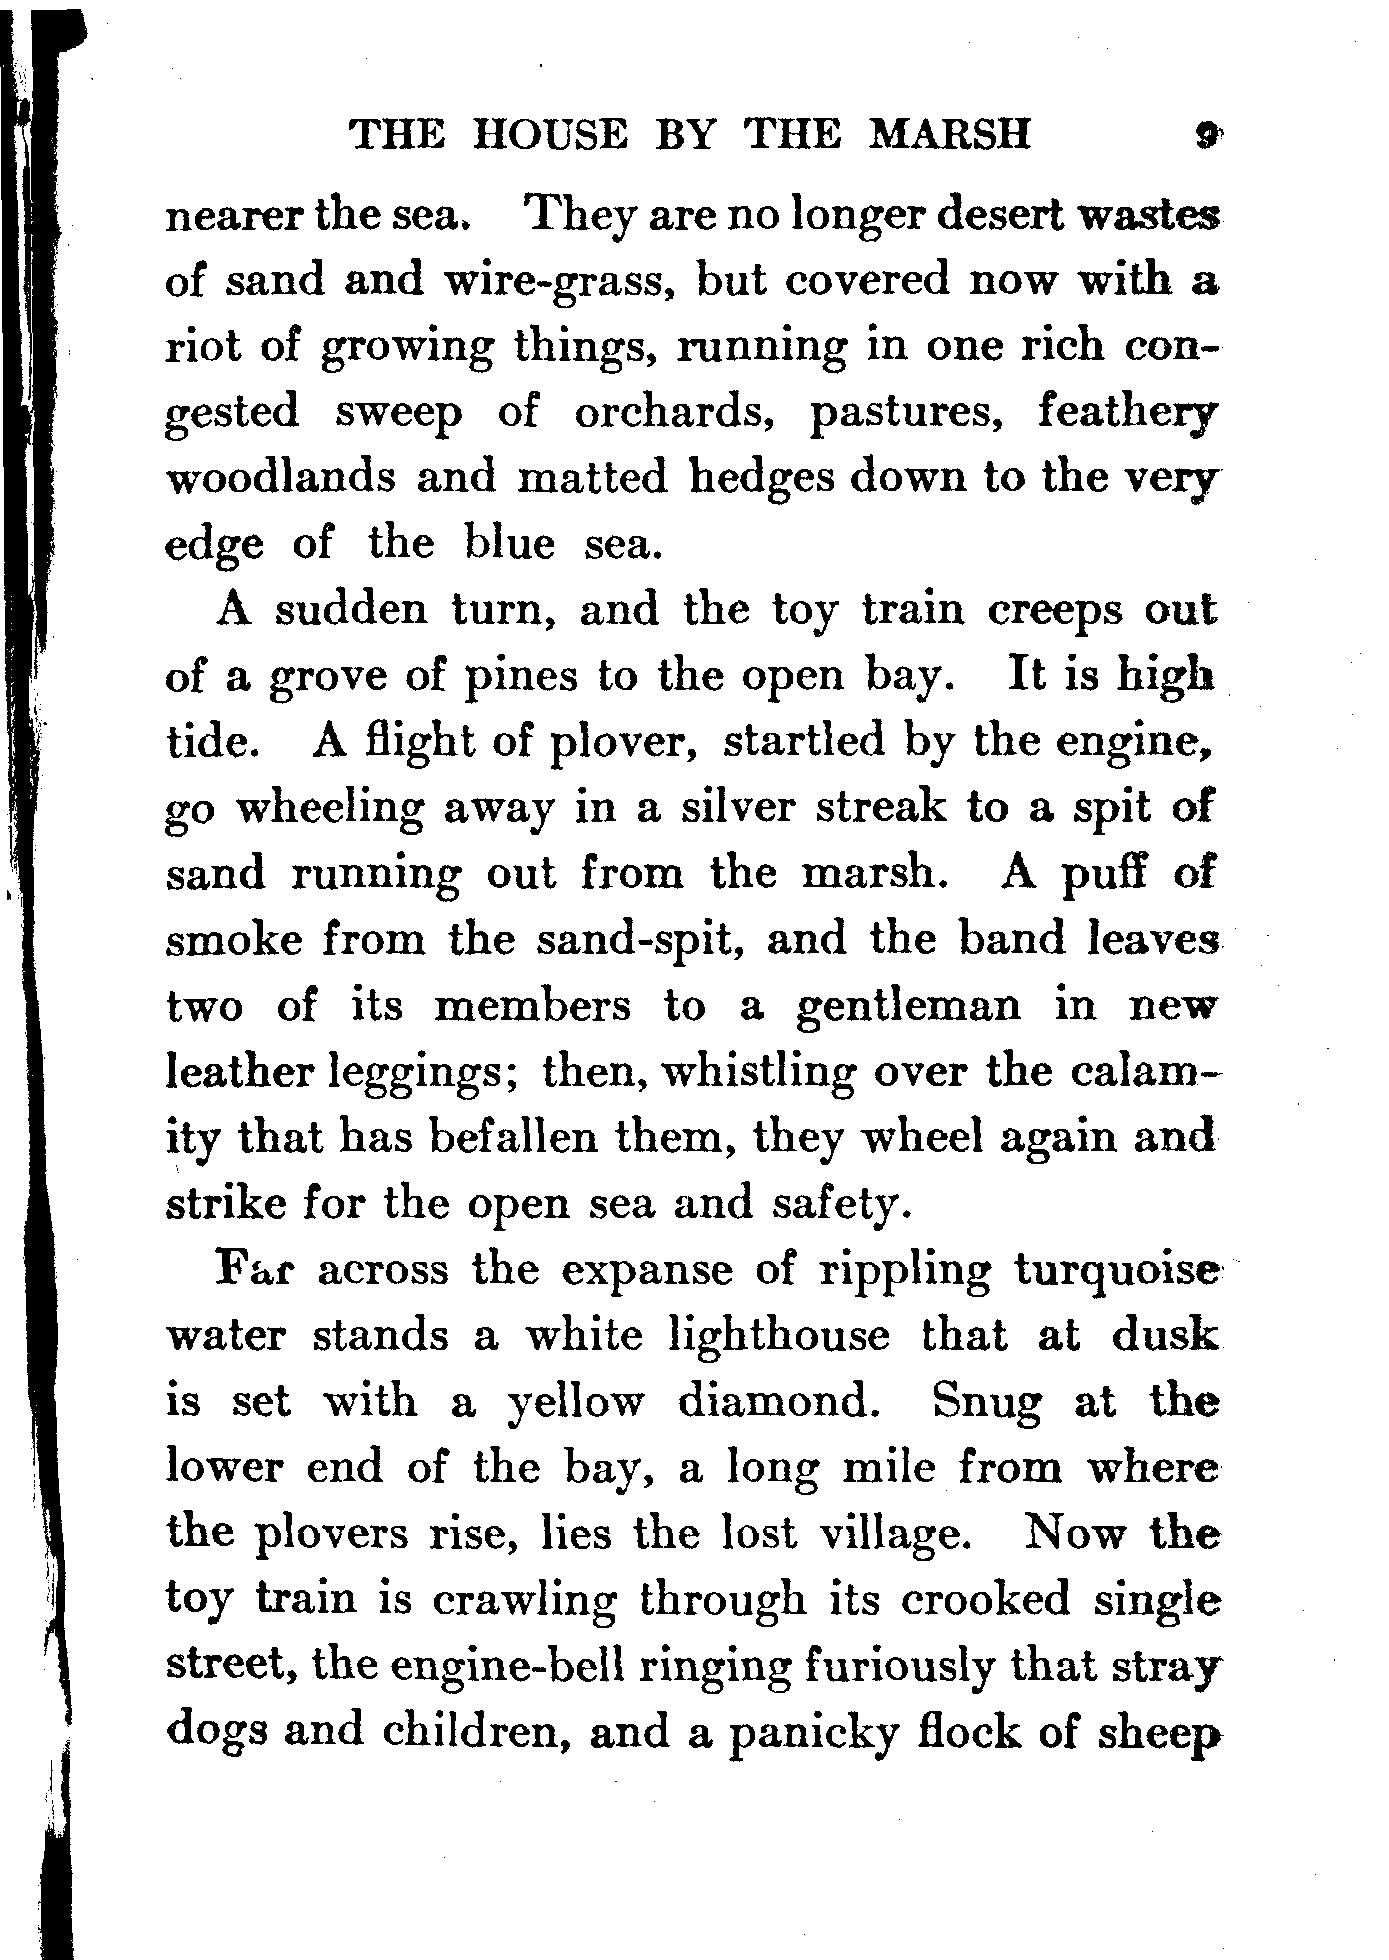 THE HOUSE BY THE MARSH 9
nearer the sea. They are no longer desert wastes
of sand and wire-grass, but covered now with a
riot of growing things, running in one rich con-
gested sweep of orchards, pastures, feathery
woodlands and matted hedges down to the very
edge of the blue sea.
A sudden turn, and the toy train creeps out
of a grove of pines to the open bay. It is high
tide. A flight of plover, startled by the engine,
go wheeling away in a silver streak to a spit of
sand running out from the marsh. A puff of
smoke from the sand-spit, and the band leaves
two of its members to a gentleman in new
leather leggings; then, whistling over the calam-
ity that has befallen them, they wheel again and
strike for the open sea and safety.
Far across the expanse of rippling turquoise
water stands a white lighthouse that at dusk
is set with a yellow diamond. Snug at the
lower end of the bay, a long mile from where
the plovers rise, lies the lost village. Now the
toy train is crawling through its crooked single
street, the engine-bell ringing furiously that stray
dogs and children, and a panicky flock of sheep